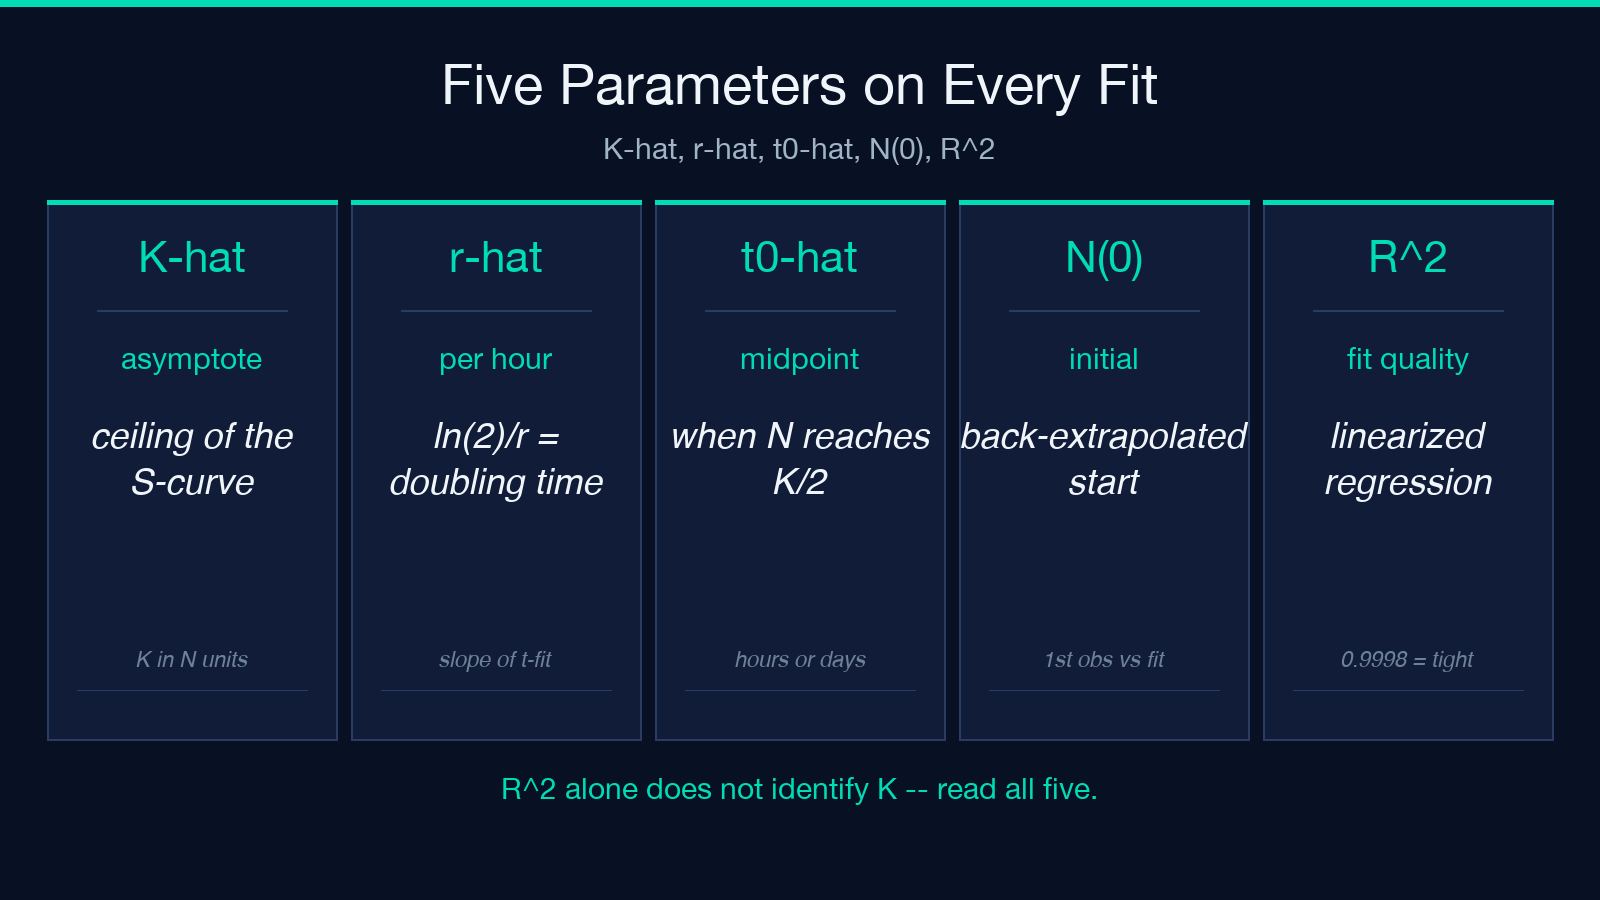 Five Parameters on Every Fit
K-hat, r-hat, t0-hat, N(0), R^2
K-hat
asymptote
ceiling of the
S-curve
K in N units
r-hat
per hour
ln(2)/r =
doubling time
slope of t-fit
t0-hat
midpoint
when N reaches
K/2
hours or days
N(0)
initial
back-extrapolated
start
1st obs vs fit
R^2
fit quality
linearized
regression
0.9998 = tight
R^2 alone does not identify K -- read all five.